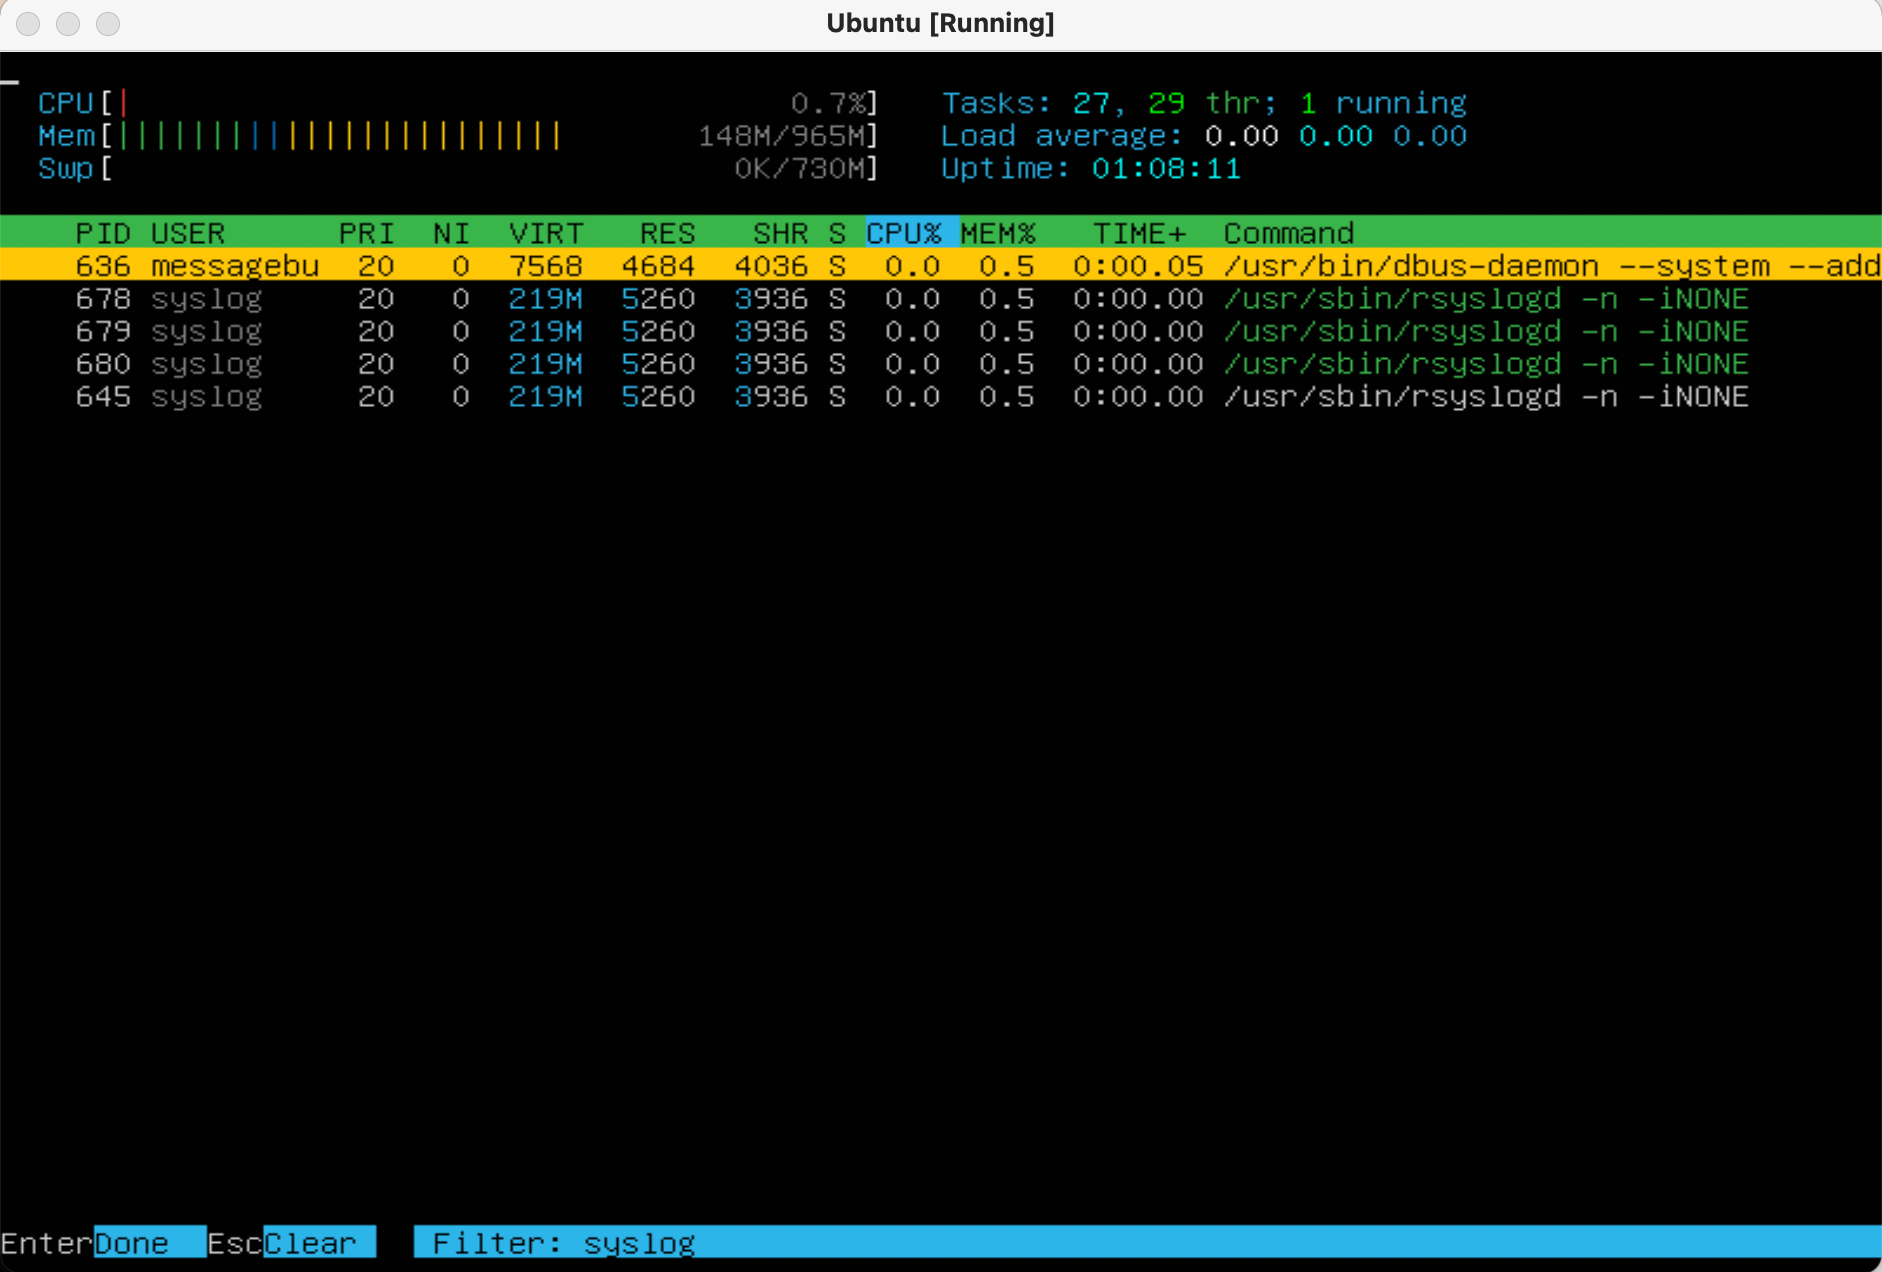 Ubuntu [Running]
CPU[| 0.7%] Tasks: 27, 29 thr; 1 running
Mem[|||||||||||||||||||||||| 148M/965M] Load average: 0.00 0.00 0.00
Swp[ 0K/730M] Uptime: 01:08:11
PID USER PRI NI VIRT RES SHR S CPU% MEM% TIME+ Command
636 messagebu 20 0 7568 4684 4036 S 0.0 0.5 0:00.05 /usr/bin/dbus-daemon --system --add
678 syslog 20 0 219M 5260 3936 S 0.0 0.5 0:00.00 /usr/sbin/rsyslogd -n -iNONE
679 syslog 20 0 219M 5260 3936 S 0.0 0.5 0:00.00 /usr/sbin/rsyslogd -n -iNONE
680 syslog 20 0 219M 5260 3936 S 0.0 0.5 0:00.00 /usr/sbin/rsyslogd -n -iNONE
645 syslog 20 0 219M 5260 3936 S 0.0 0.5 0:00.00 /usr/sbin/rsyslogd -n -iNONE
EnterDone EscClear Filter: syslog